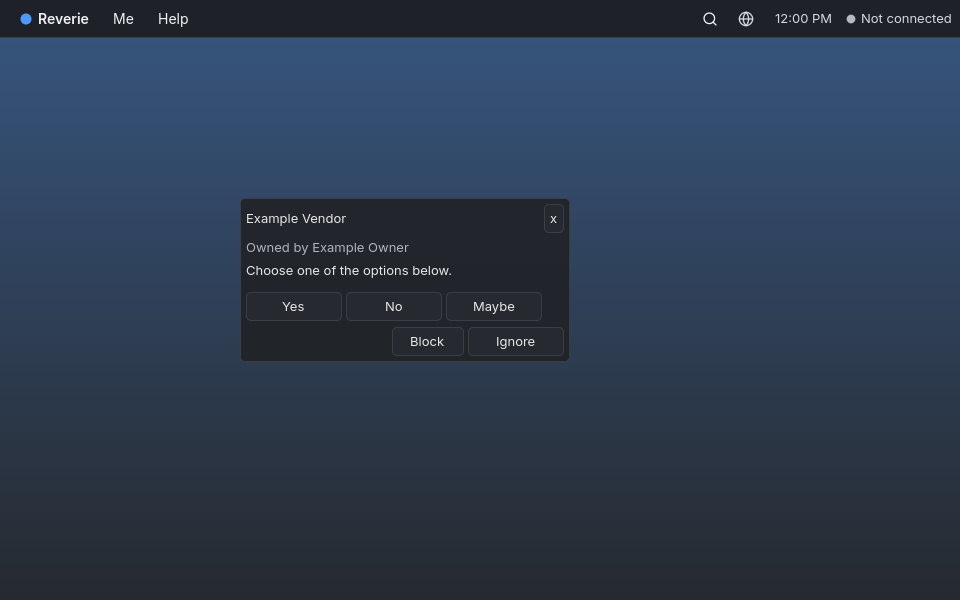 Reverie Me Help 12:00 PM Not connected
Example Vendor x
Owned by Example Owner
Choose one of the options below.
Yes No Maybe
Block Ignore